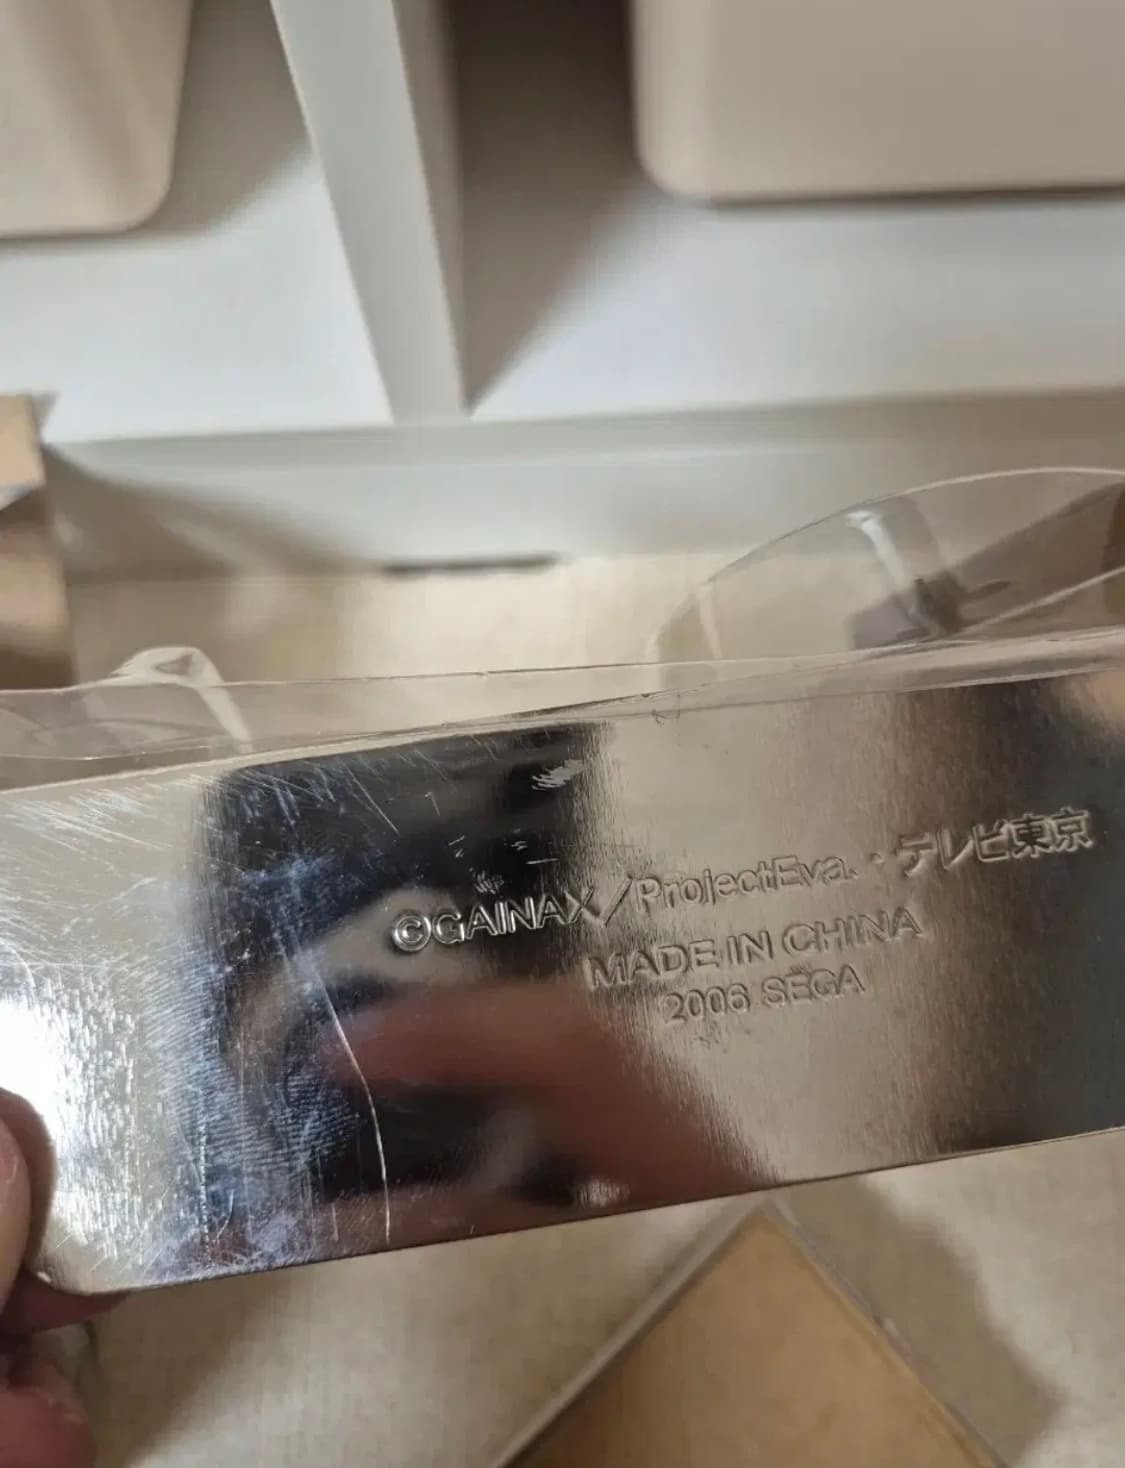 ©GAINAX/ProjectEva.・テレビ東京
MADE IN CHINA
2006 SEGA